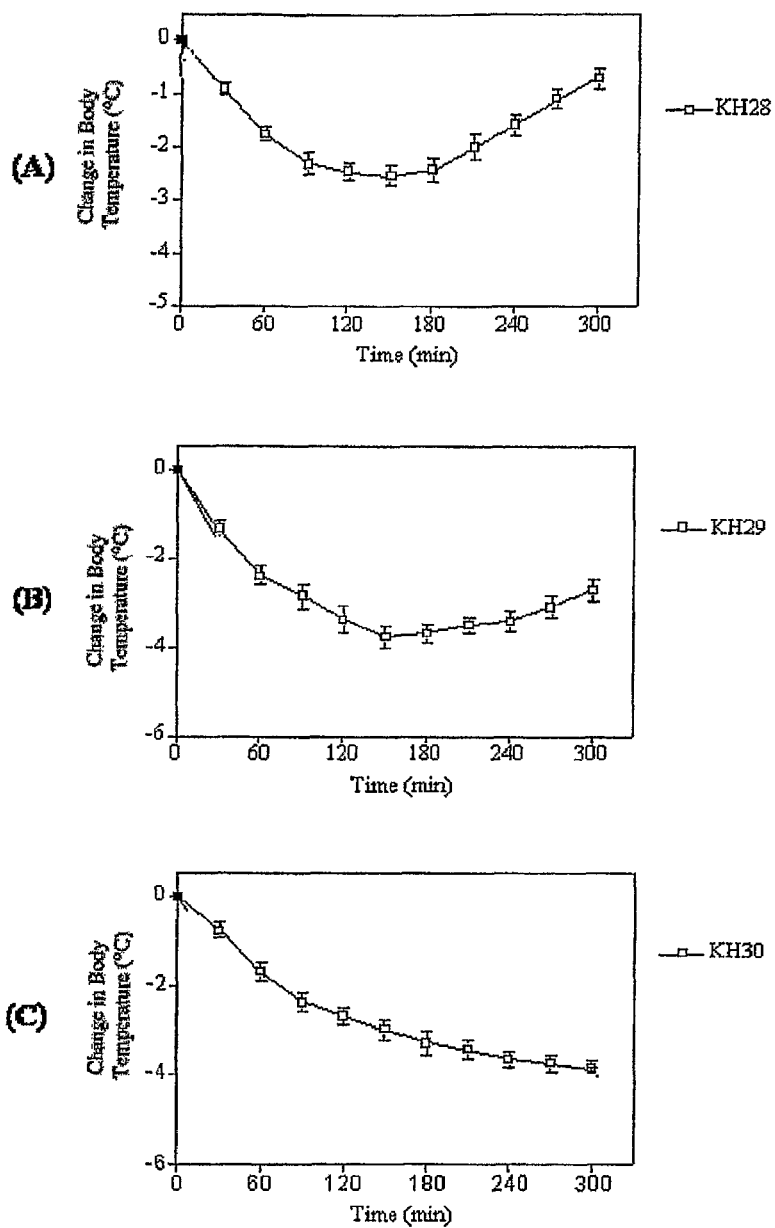 (A)
Change in Body
Temperature (°C)
0
-1
-2
-3
-4
-5
0
60
120
180
240
300
Time (min)
KH28
(B)
Change in Body
Temperature (°C)
0
-2
-4
-6
0
60
120
180
240
300
Time (min)
KH29
(C)
Change in Body
Temperature (°C)
0
-2
-4
-6
0
60
120
180
240
300
Time (min)
KH30